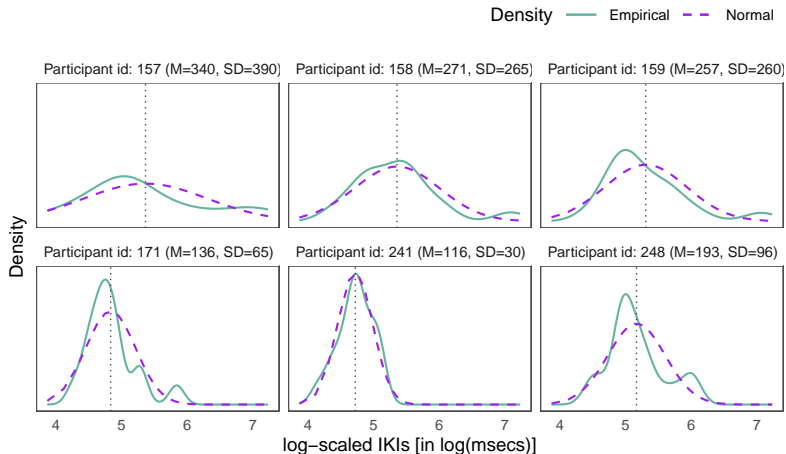 Density Empirical Normal
Participant id: 157 (M=340, SD=390) Participant id: 158 (M=271, SD=265) Participant id: 159 (M=257, SD=260)
Participant id: 171 (M=136, SD=65) Participant id: 241 (M=116, SD=30) Participant id: 248 (M=193, SD=96)
Density
4 5 6 7 4 5 6 7 4 5 6 7
log−scaled IKIs [in log(msecs)]